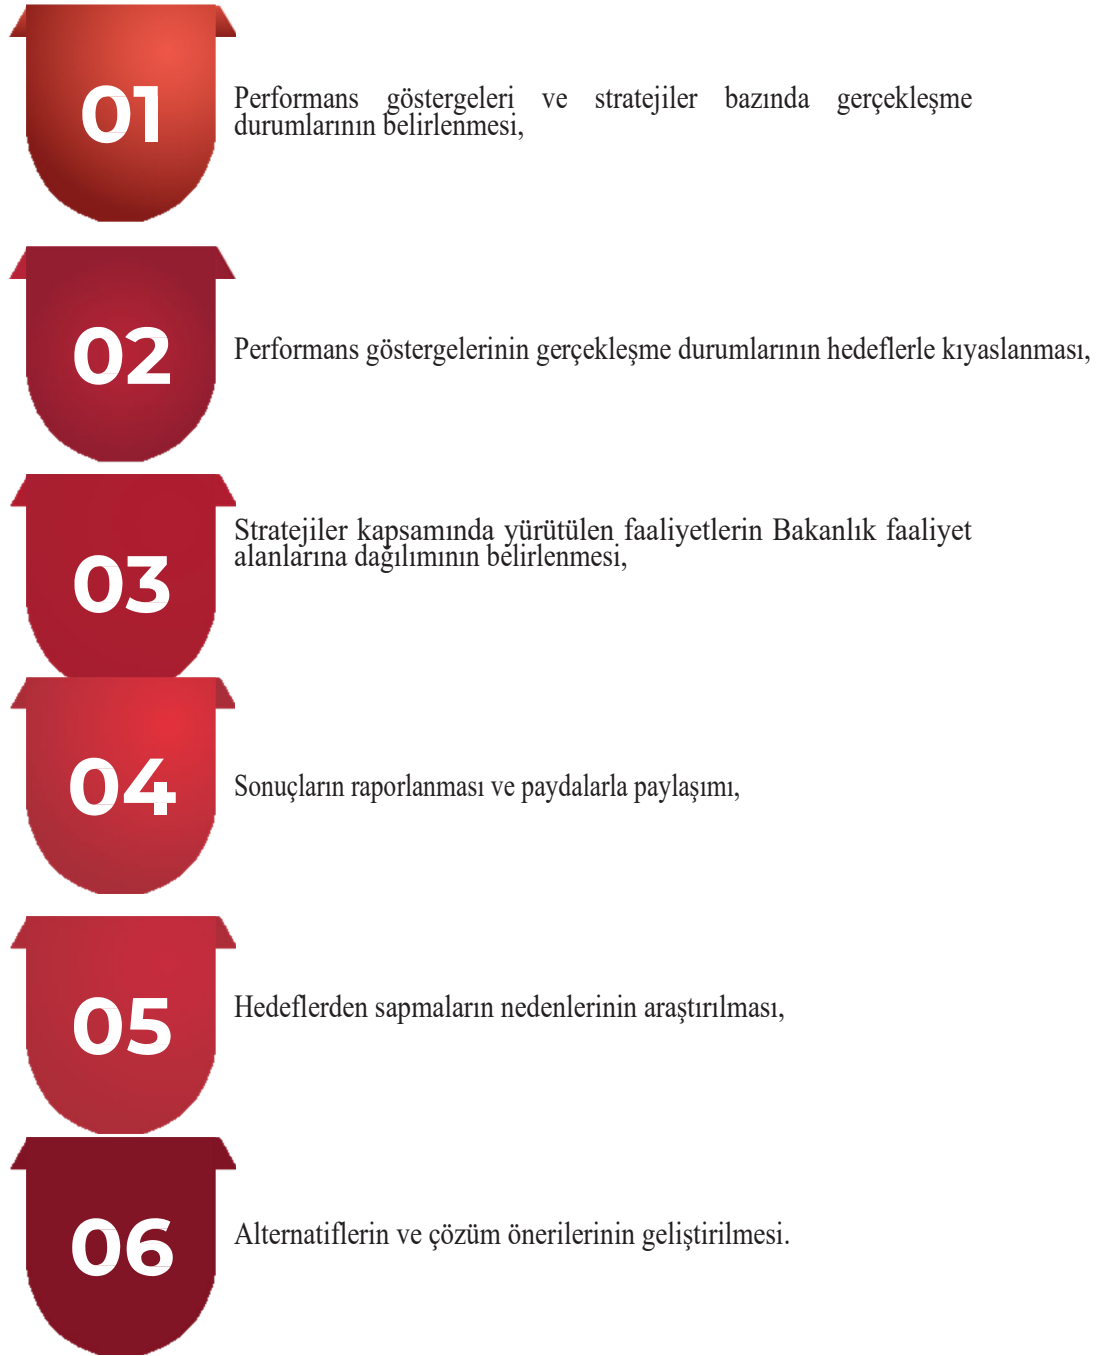 01
Performans göstergeleri ve stratejiler bazında gerçekleşme
durumlarının belirlenmesi,
02
Performans göstergelerinin gerçekleşme durumlarının hedeflerle kıyaslanması,
03
Stratejiler kapsamında yürütülen faaliyetlerin Bakanlık faaliyet
alanlarına dağılımının belirlenmesi,
04
Sonuçların raporlanması ve paydalarla paylaşımı,
05
Hedeflerden sapmaların nedenlerinin araştırılması,
06
Alternatiflerin ve çözüm önerilerinin geliştirilmesi.